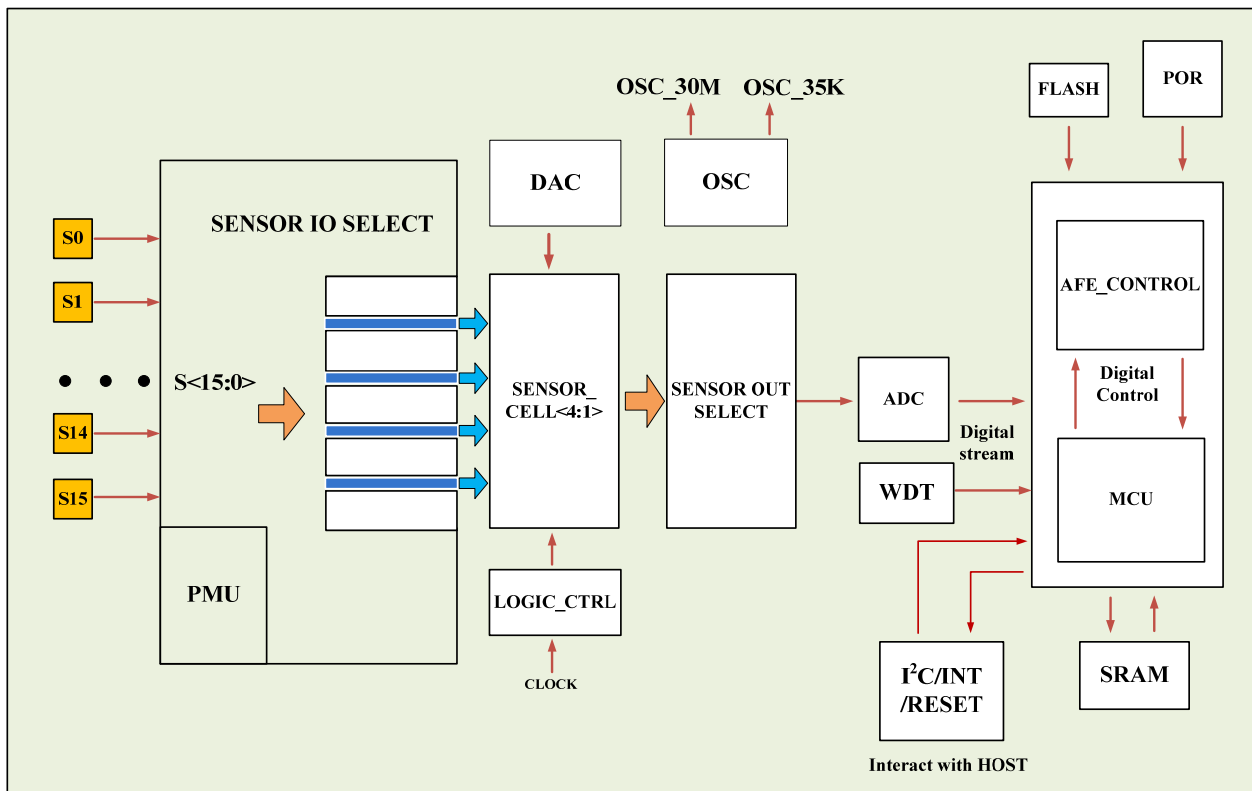 OSC_30M OSC_35K
FLASH
POR
DAC
OSC
SENSOR IO SELECT
S0
S1
S<15:0>
S14
S15
SENSOR_
CELL<4:1>
SENSOR OUT
SELECT
ADC
Digital
stream
WDT
AFE_CONTROL
Digital
Control
MCU
PMU
LOGIC_CTRL
CLOCK
I²C/INT
/RESET
Interact with HOST
SRAM